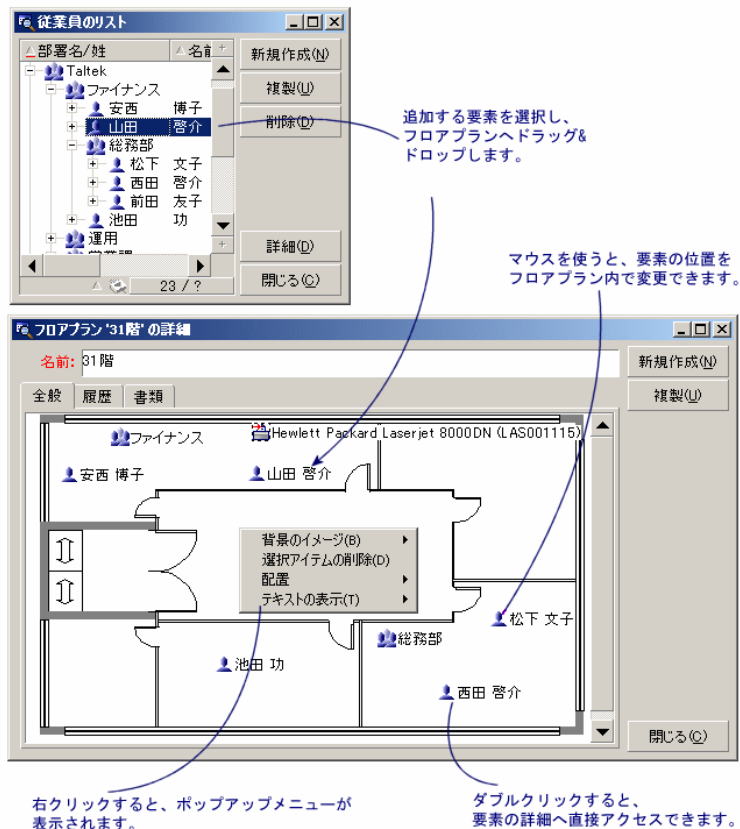 従業員のリスト
部署名/姓 名前
新規作成(N)
Taltek
複製(U)
ファイナンス
安西 博子
山田 啓介
削除(D)
総務部
松下 文子
西田 啓介
前田 友子
池田 功
運用
詳細(D)
23 / ?
閉じる(C)
追加する要素を選択し、
フロアプランへドラッグ&
ドロップします。
マウスを使うと、要素の位置を
フロアプラン内で変更できます。
フロアプラン '31階' の詳細
名前: 31階
新規作成(N)
全般 履歴 書類
複製(U)
ファイナンス
Hewlett Packard Laserjet 8000DN (LAS001115)
安西 博子
山田 啓介
背景のイメージ(B)
選択アイテムの削除(D)
配置
テキストの表示(T)
松下 文子
総務部
池田 功
西田 啓介
閉じる(C)
右クリックすると、ポップアップメニューが
表示されます。
ダブルクリックすると、
要素の詳細へ直接アクセスできます。